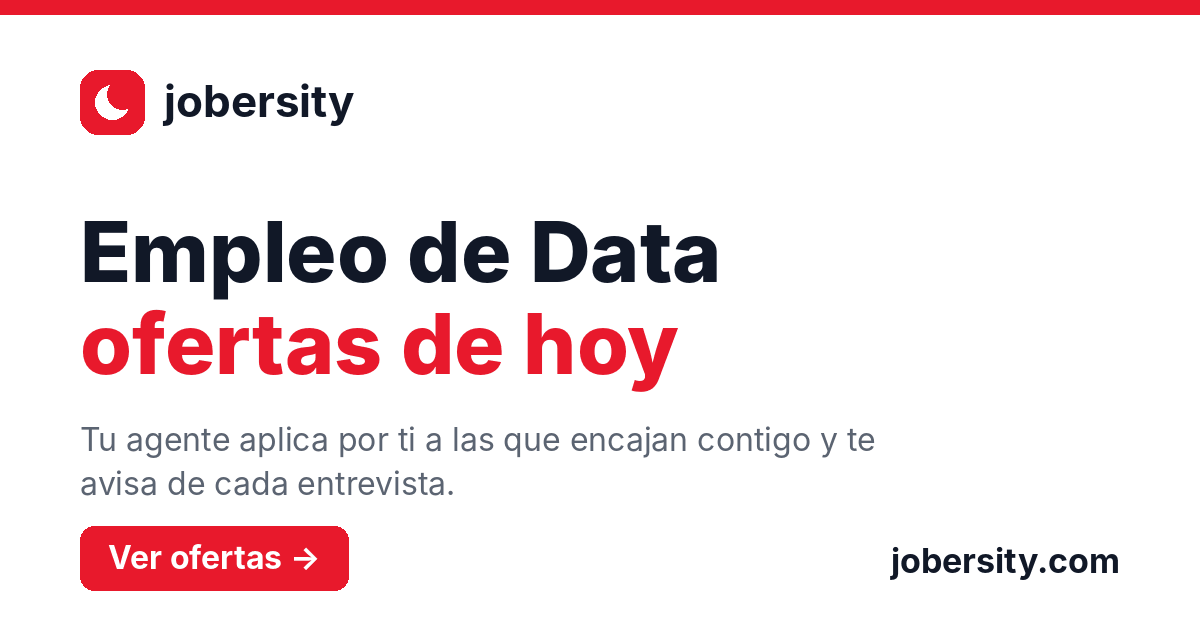 jobersity
Empleo de Data
ofertas de hoy
Tu agente aplica por ti a las que encajan contigo y te
avisa de cada entrevista.
Ver ofertas →
jobersity.com